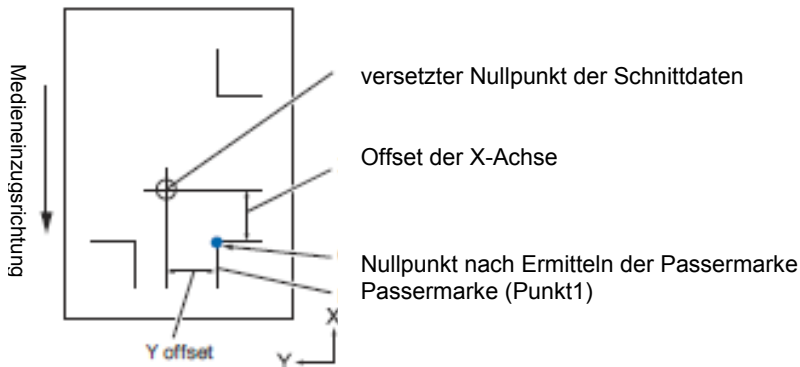 Medieneinzugsrichtung
versetzter Nullpunkt der Schnittdaten
Offset der X-Achse
Nullpunkt nach Ermitteln der Passermarke
Passermarke (Punkt1)
X
Y offset
Y